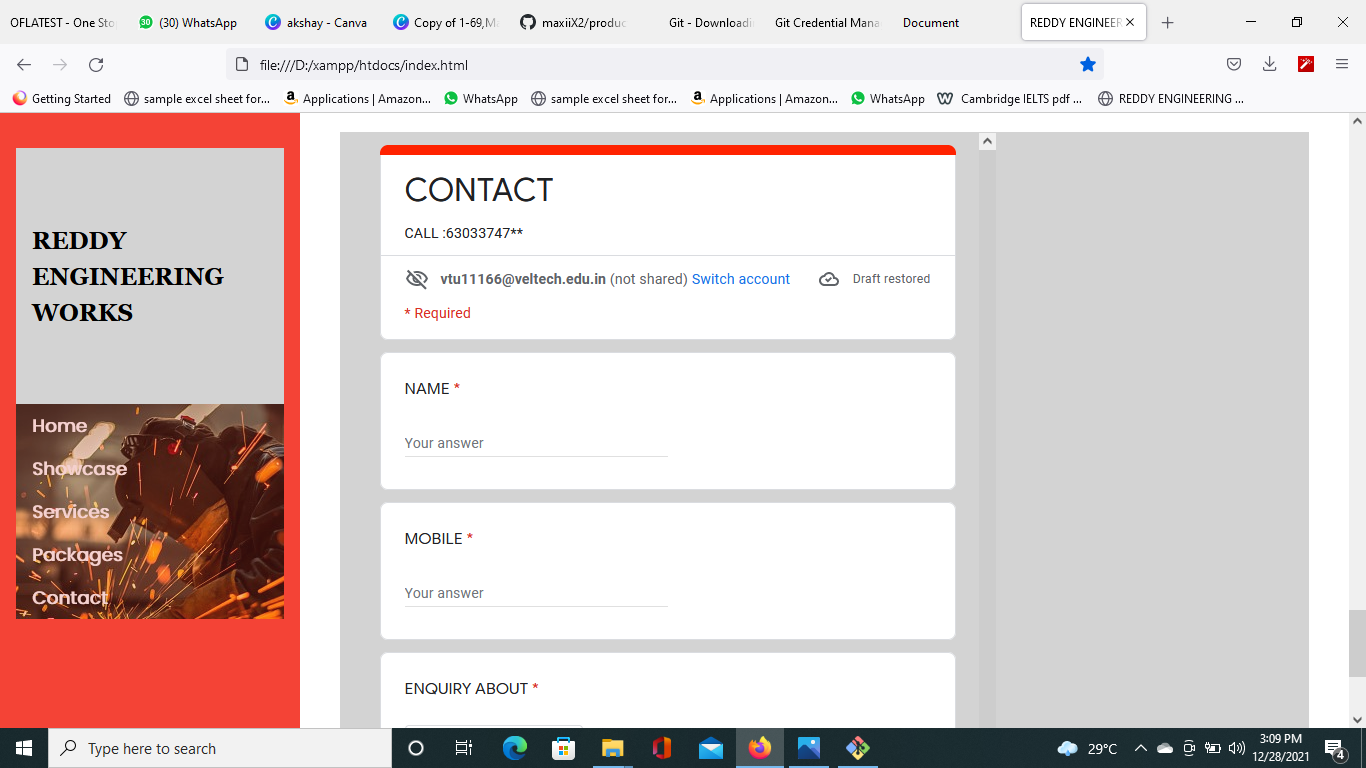 OFLATEST - One Sto
30
(30) WhatsApp
akshay - Canva
Copy of 1-69,M
maxiiX2/produc
Git - Downloadi
Git Credential Mana
Document
REDDY ENGINEER
file:///D:/xampp/htdocs/index.html
Getting Started
sample excel sheet for...
Applications | Amazon...
WhatsApp
sample excel sheet for...
Applications | Amazon...
WhatsApp
Cambridge IELTS pdf ...
REDDY ENGINEERING ...
REDDY
ENGINEERING
WORKS
Home
Showcase
Services
Packages
Contact
CONTACT
CALL :63033747**
vtu11166@veltech.edu.in (not shared) Switch account
Draft restored
* Required
NAME *
Your answer
MOBILE *
Your answer
ENQUIRY ABOUT *
Type here to search
29°C
3:09 PM
12/28/2021
4